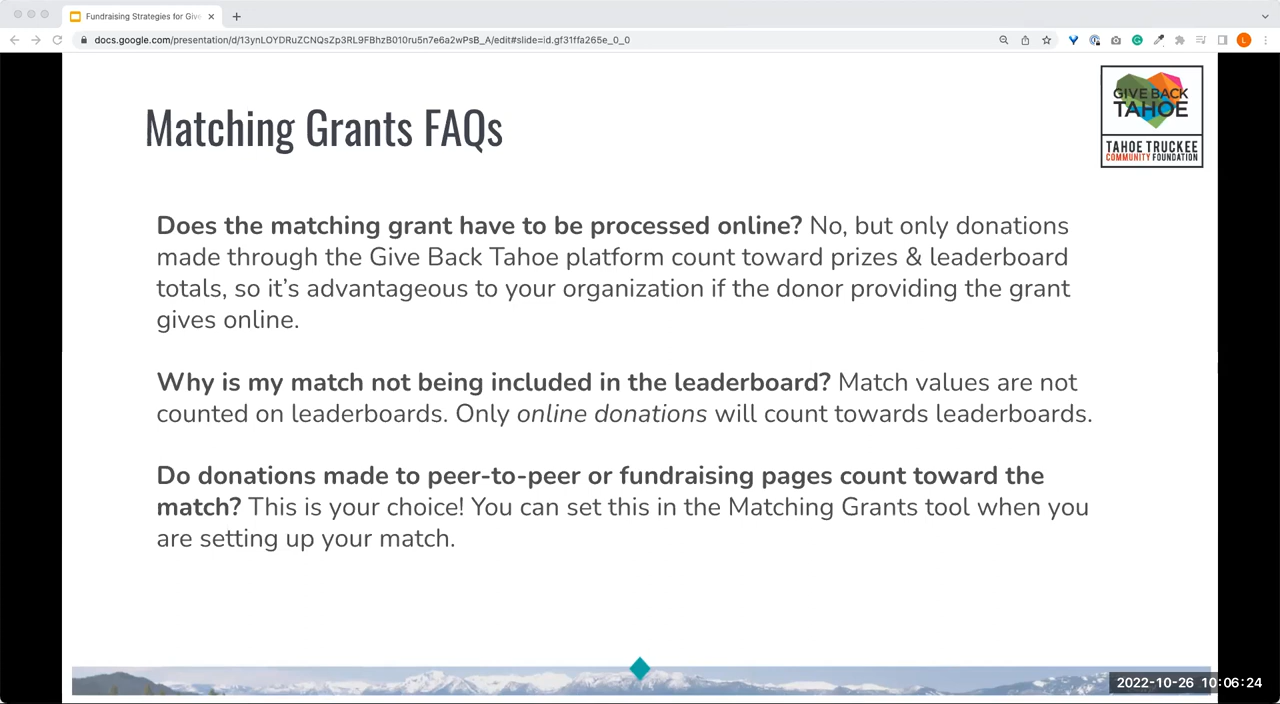 Fundraising Strategies for Give
docs.google.com/presentation/d/13ynLOYDRuZCNQsZp3RL9FBhzB010ru5n7e6a2wPsB_A/edit#slide=id.gf31ffa265e_0_0
L
GIVE BACK
TAHOE
TAHOE TRUCKEE
COMMUNITY FOUNDATION
Matching Grants FAQs
Does the matching grant have to be processed online? No, but only donations
made through the Give Back Tahoe platform count toward prizes & leaderboard
totals, so it’s advantageous to your organization if the donor providing the grant
gives online.
Why is my match not being included in the leaderboard? Match values are not
counted on leaderboards. Only online donations will count towards leaderboards.
Do donations made to peer-to-peer or fundraising pages count toward the
match? This is your choice! You can set this in the Matching Grants tool when you
are setting up your match.
2022-10-26 10:06:24